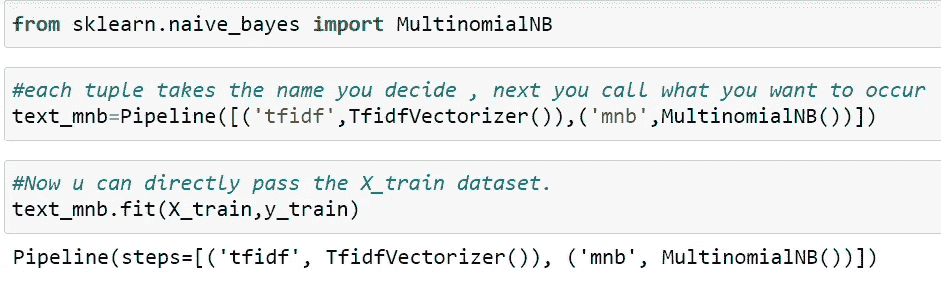 from sklearn.naive_bayes import MultinomialNB
#each tuple takes the name you decide , next you call what you want to occur
text_mnb=Pipeline([('tfidf',TfidfVectorizer()),('mnb',MultinomialNB())])
#Now u can directly pass the X_train dataset.
text_mnb.fit(X_train,y_train)
Pipeline(steps=[('tfidf', TfidfVectorizer()), ('mnb', MultinomialNB())])